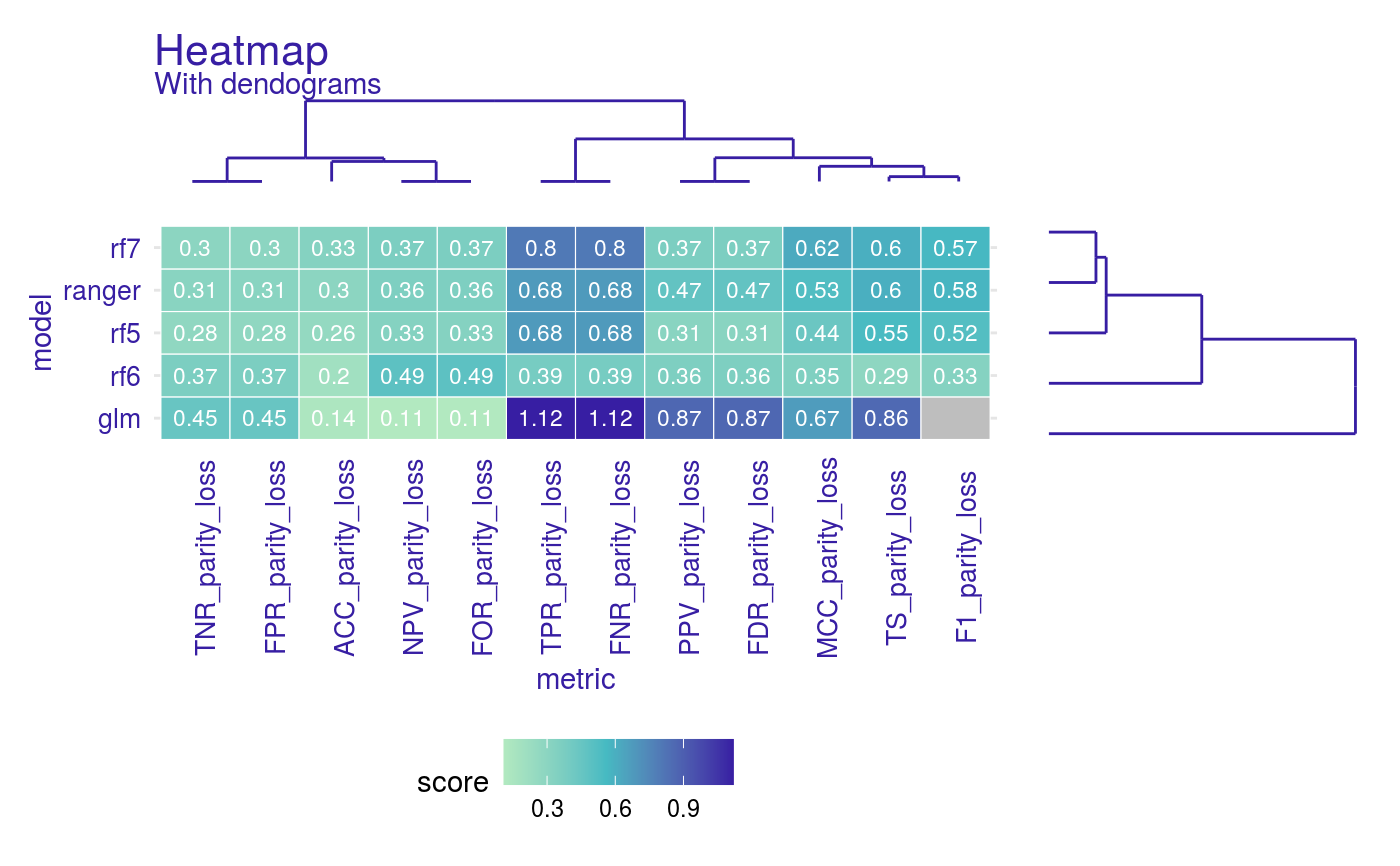 Heatmap
With dendograms
rf7 0.3 0.3 0.33 0.37 0.37 0.8 0.8 0.37 0.37 0.62 0.6 0.57
ranger 0.31 0.31 0.3 0.36 0.36 0.68 0.68 0.47 0.47 0.53 0.6 0.58
rf5 0.28 0.28 0.26 0.33 0.33 0.68 0.68 0.31 0.31 0.44 0.55 0.52
rf6 0.37 0.37 0.2 0.49 0.49 0.39 0.39 0.36 0.36 0.35 0.29 0.33
glm 0.45 0.45 0.14 0.11 0.11 1.12 1.12 0.87 0.87 0.67 0.86
model
TNR_parity_loss
FPR_parity_loss
ACC_parity_loss
NPV_parity_loss
FOR_parity_loss
TPR_parity_loss
FNR_parity_loss
PPV_parity_loss
FDR_parity_loss
MCC_parity_loss
TS_parity_loss
F1_parity_loss
metric
score
0.3 0.6 0.9